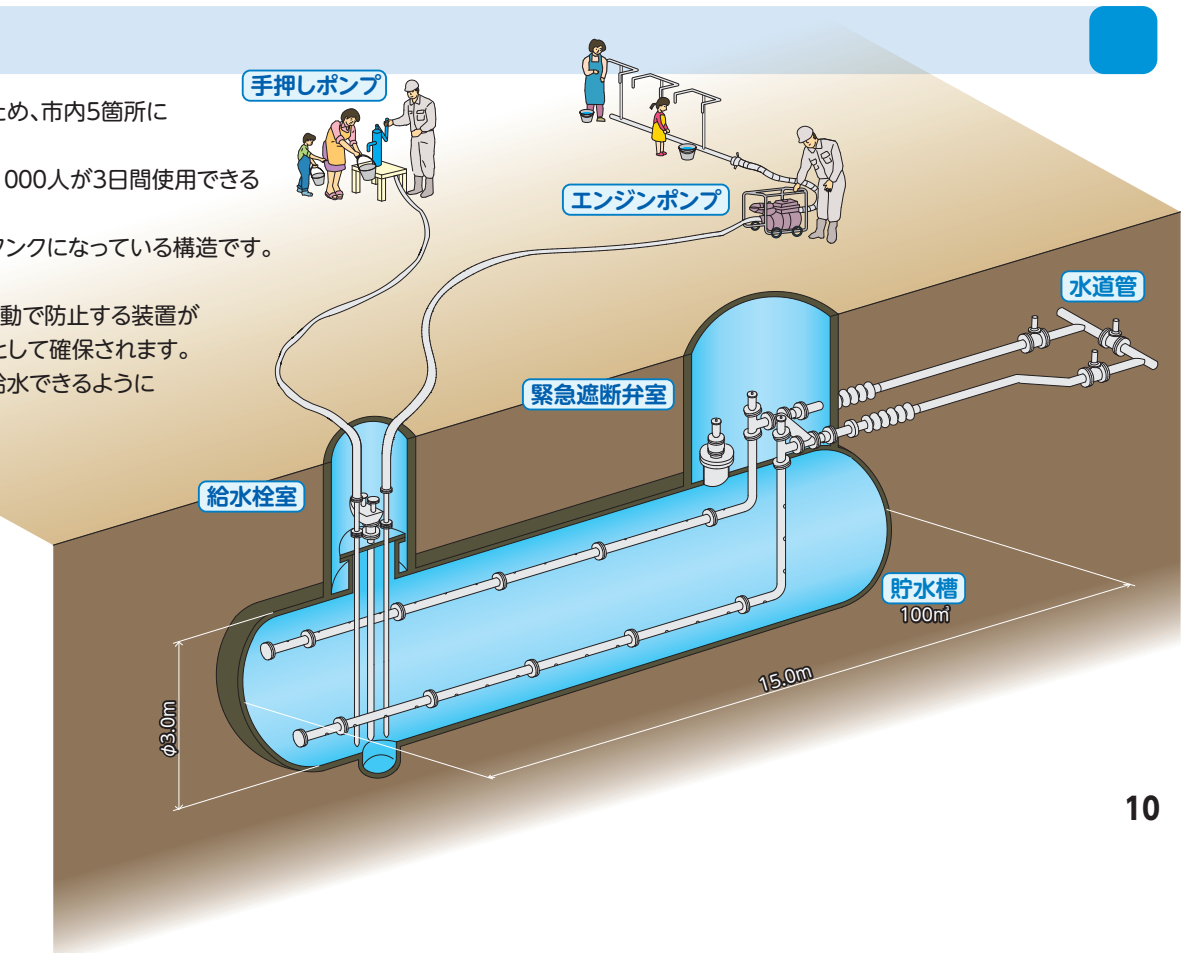 ため、市内5箇所に
000人が3日間使用できる
タンクになっている構造です。
動で防止する装置が
として確保されます。
給水できるように
手押しポンプ
エンジンポンプ
水道管
緊急遮断弁室
給水栓室
貯水槽
100㎥
15.0m
φ3.0m
10